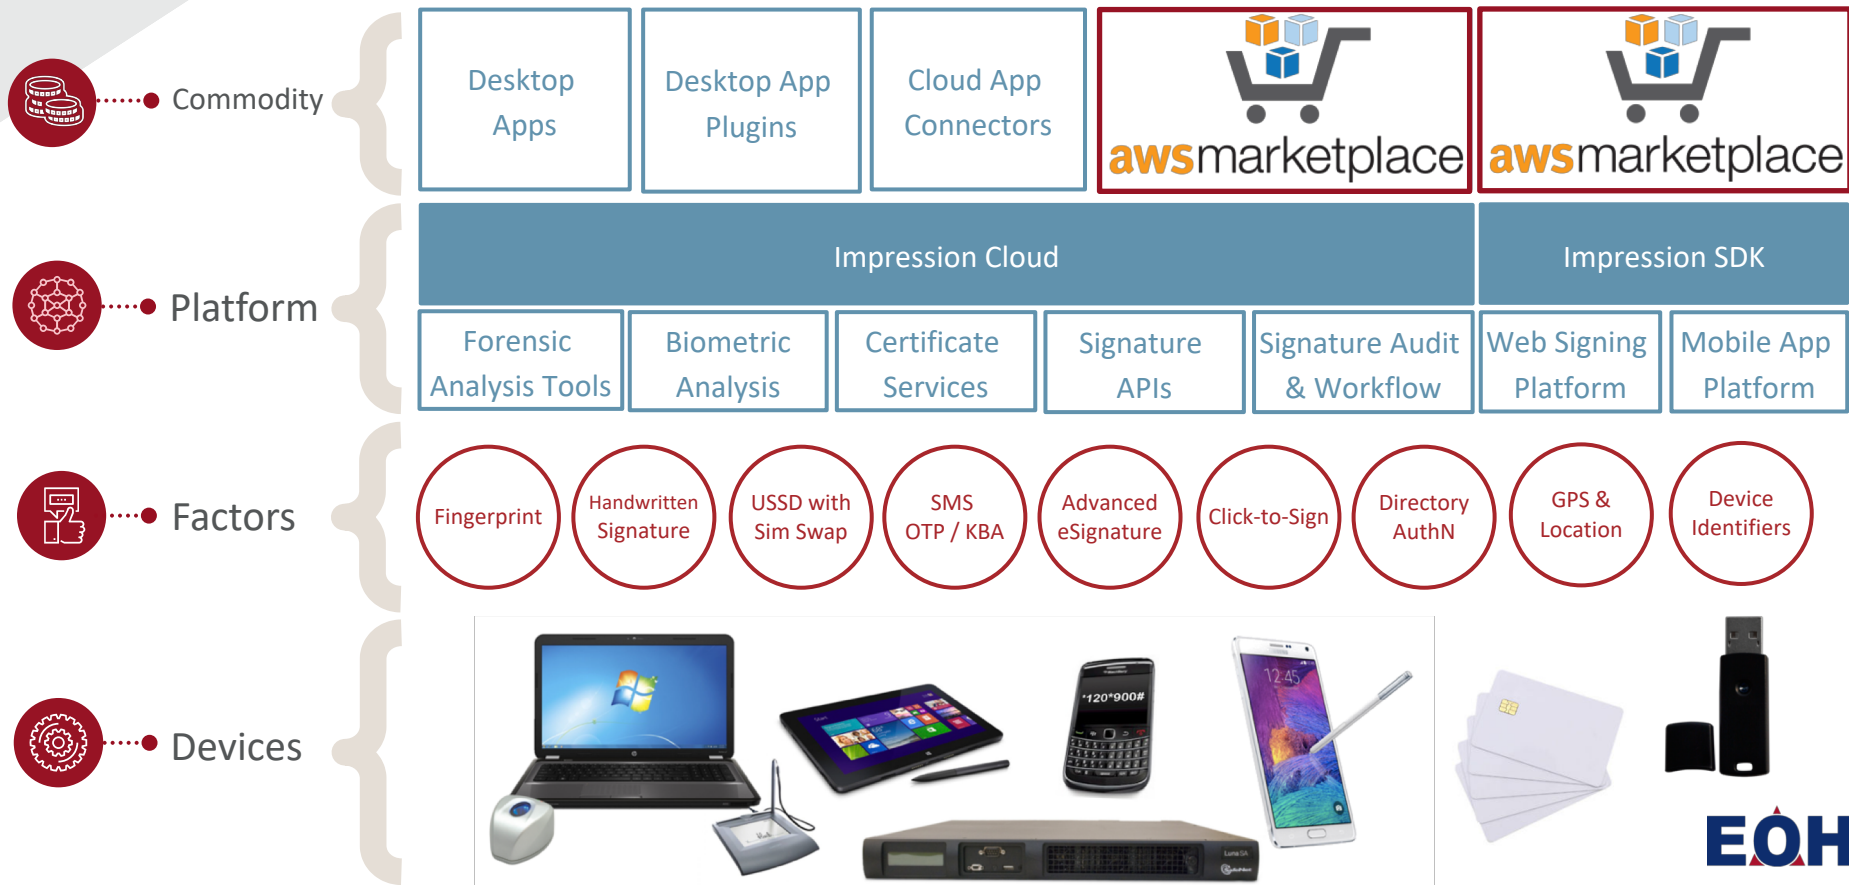 Commodity
Desktop
Apps
Desktop App
Plugins
Cloud App
Connectors
awsmarketplace
awsmarketplace
Platform
Impression Cloud
Impression SDK
Forensic
Analysis Tools
Biometric
Analysis
Certificate
Services
Signature
APIs
Signature Audit
& Workflow
Web Signing
Platform
Mobile App
Platform
Factors
Fingerprint
Handwritten
Signature
USSD with
Sim Swap
SMS
OTP / KBA
Advanced
eSignature
Click-to-Sign
Directory
AuthN
GPS &
Location
Device
Identifiers
Devices
Start
*120*900#
12:45
Luna SA
EOH